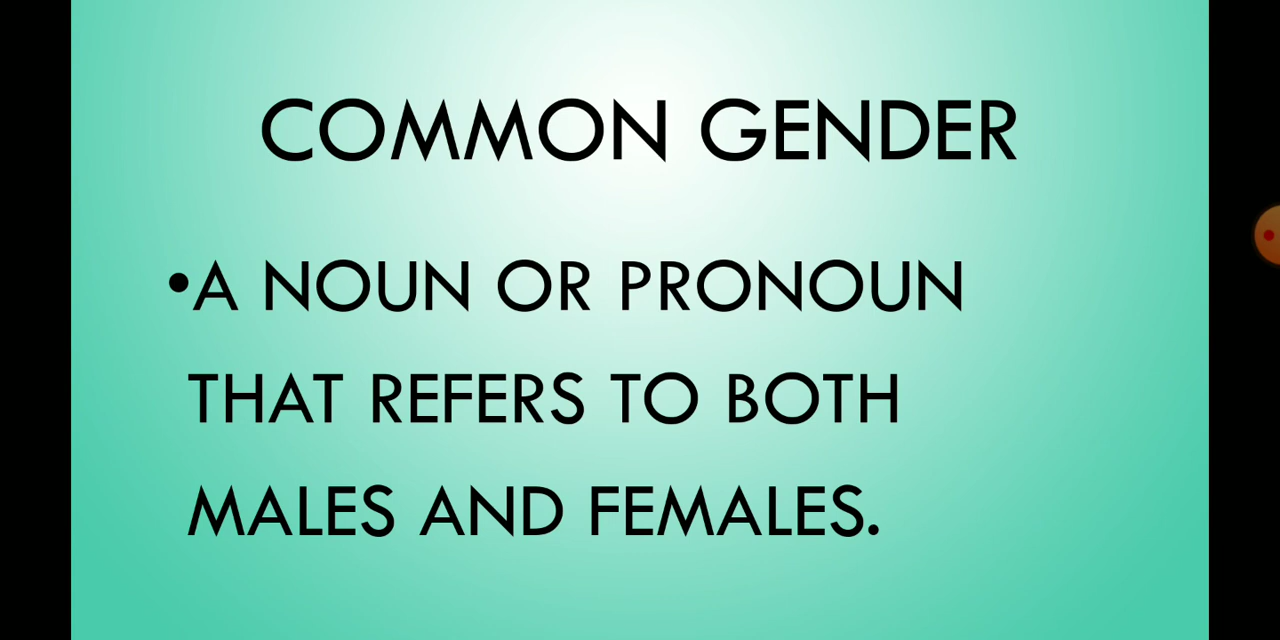 COMMON GENDER
•A NOUN OR PRONOUN
THAT REFERS TO BOTH
MALES AND FEMALES.